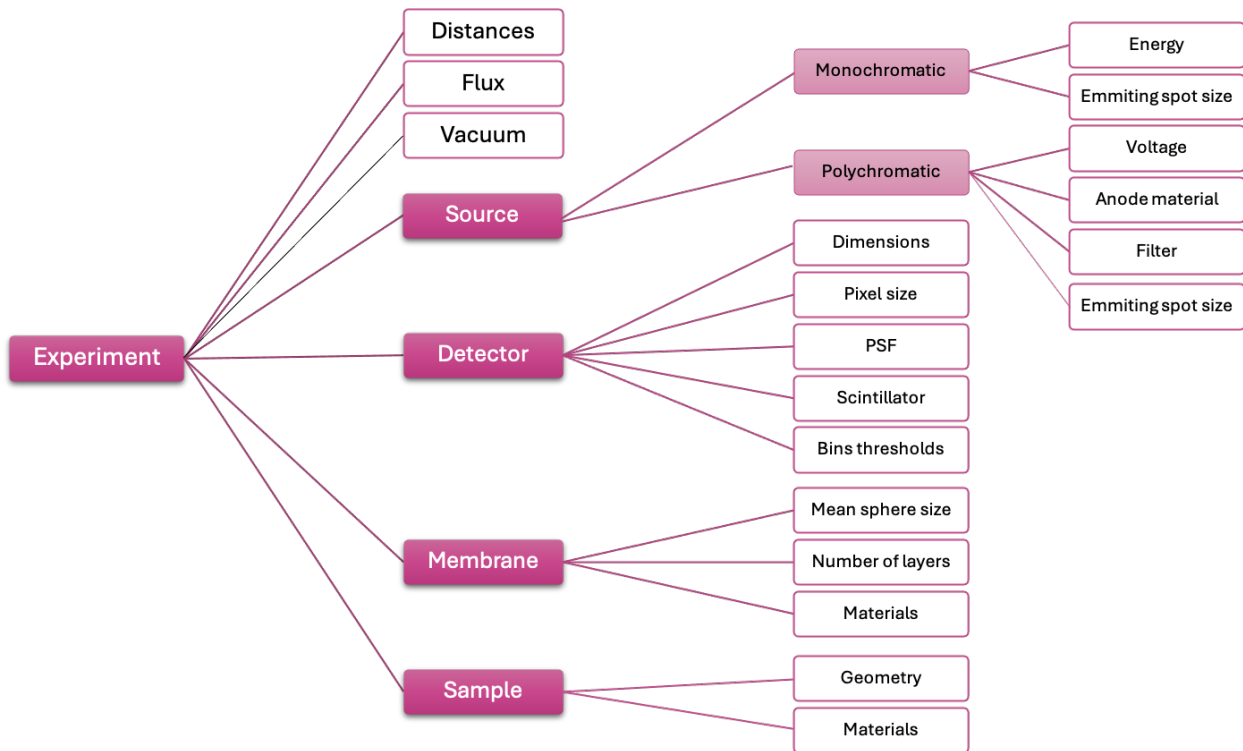 Distances
Flux
Vacuum
Source
Monochromatic
Energy
Emmiting spot size
Polychromatic
Voltage
Anode material
Filter
Emmiting spot size
Experiment
Detector
Dimensions
Pixel size
PSF
Scintillator
Bins thresholds
Membrane
Mean sphere size
Number of layers
Materials
Sample
Geometry
Materials